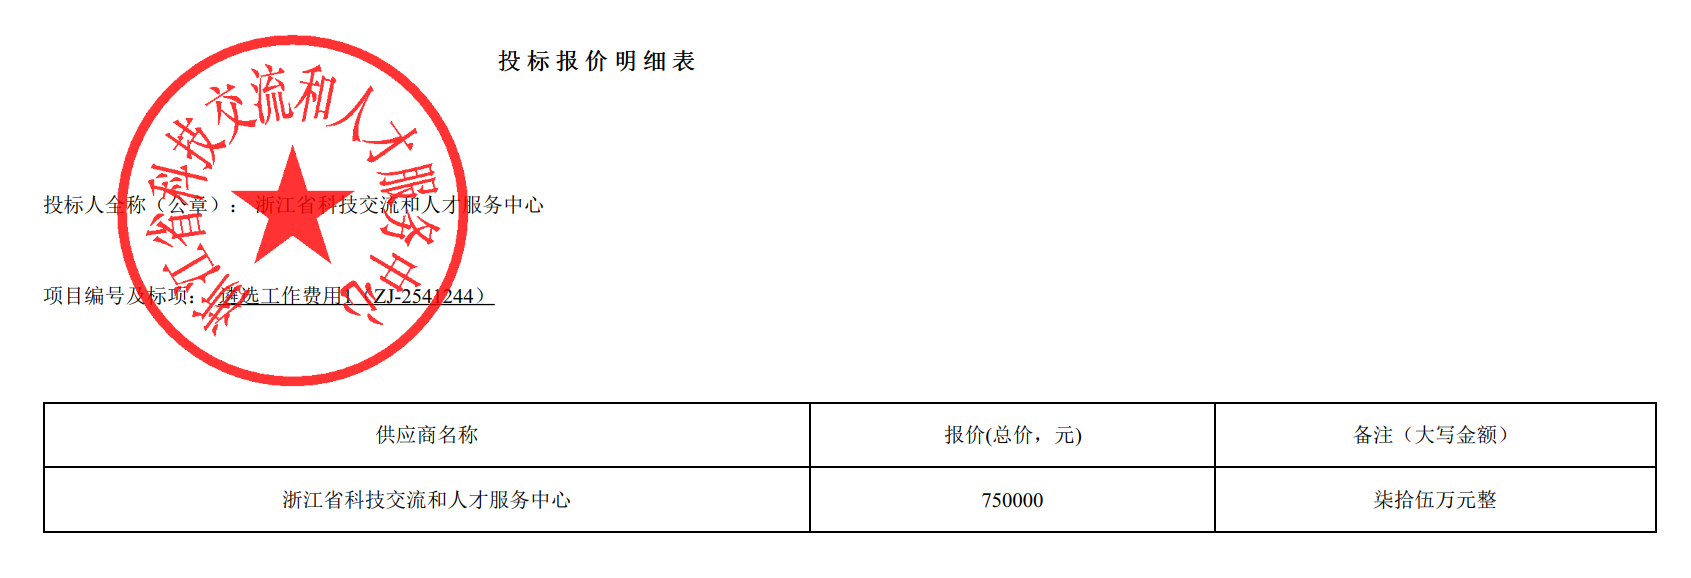 投标报价明细表
浙江省科技交流和人才服务中心
投标人全称（公章）： 浙江省科技交流和人才服务中心
项目编号及标项： 遴选工作费用1（ZJ-2541244）
供应商名称 报价(总价，元) 备注（大写金额）
浙江省科技交流和人才服务中心 750000 柒拾伍万元整